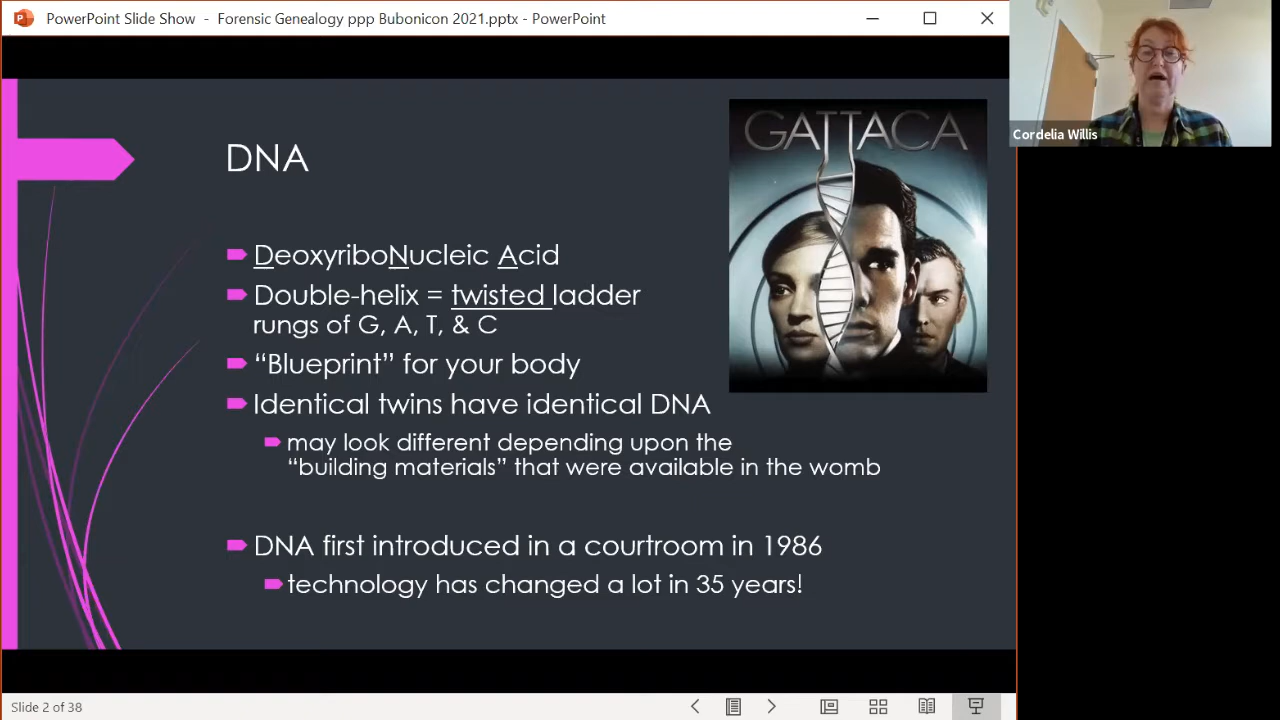 PowerPoint Slide Show - Forensic Genealogy ppp Bubonicon 2021.pptx - PowerPoint
Cordelia Willis
GATTACA
DNA
DeoxyriboNucleic Acid
Double-helix = twisted ladder
rungs of G, A, T, & C
“Blueprint” for your body
Identical twins have identical DNA
may look different depending upon the
“building materials” that were available in the womb
DNA first introduced in a courtroom in 1986
technology has changed a lot in 35 years!
Slide 2 of 38